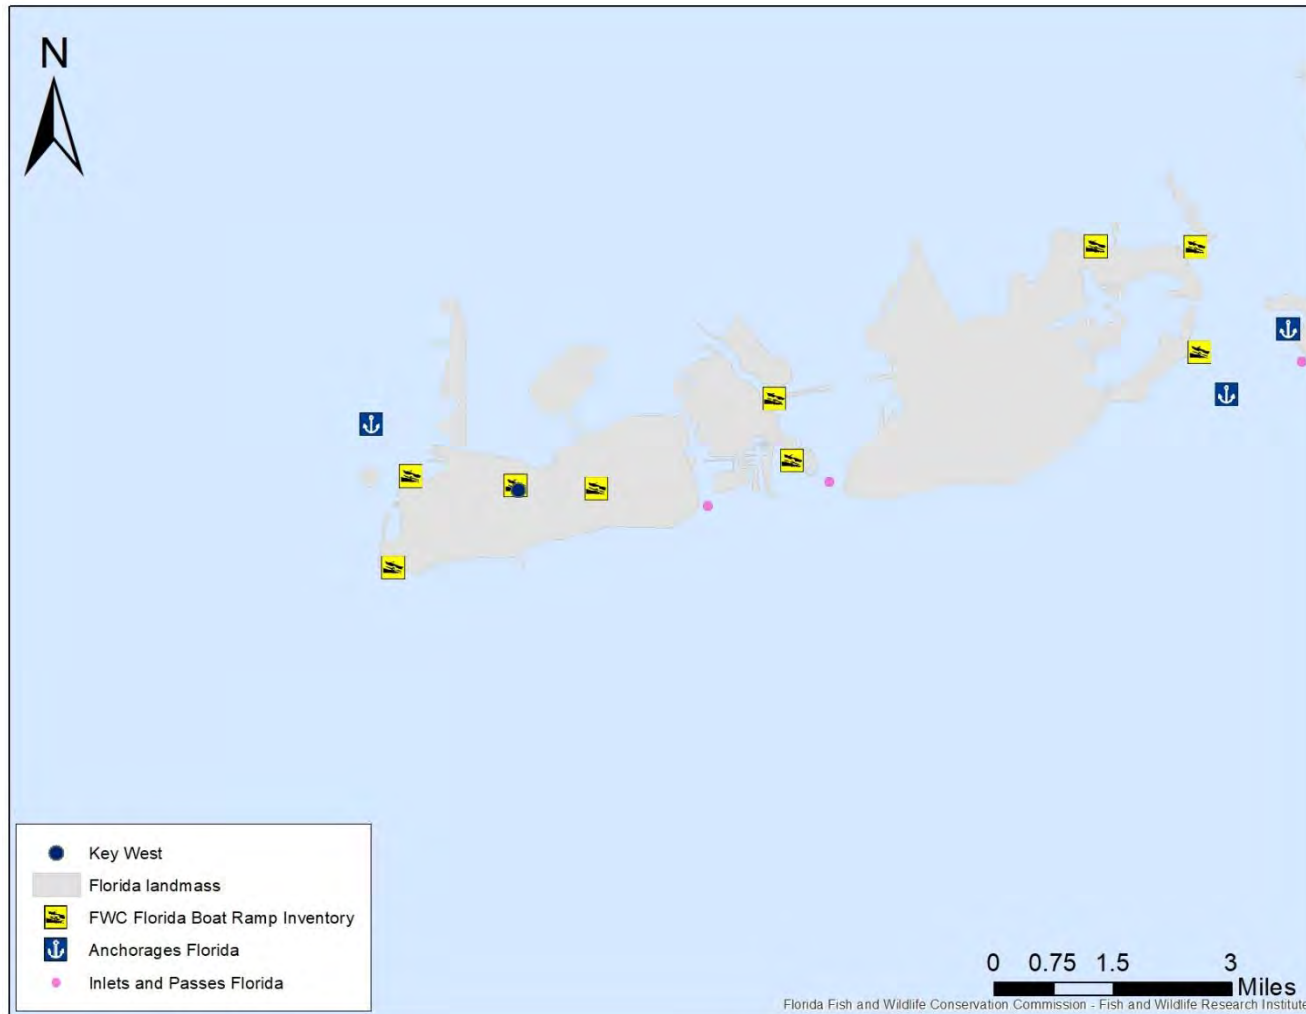 N
Key West
Florida landmass
FWC Florida Boat Ramp Inventory
Anchorages Florida
Inlets and Passes Florida
0 0.75 1.5 3
Miles
Florida Fish and Wildlife Conservation Commission - Fish and Wildlife Research Institute